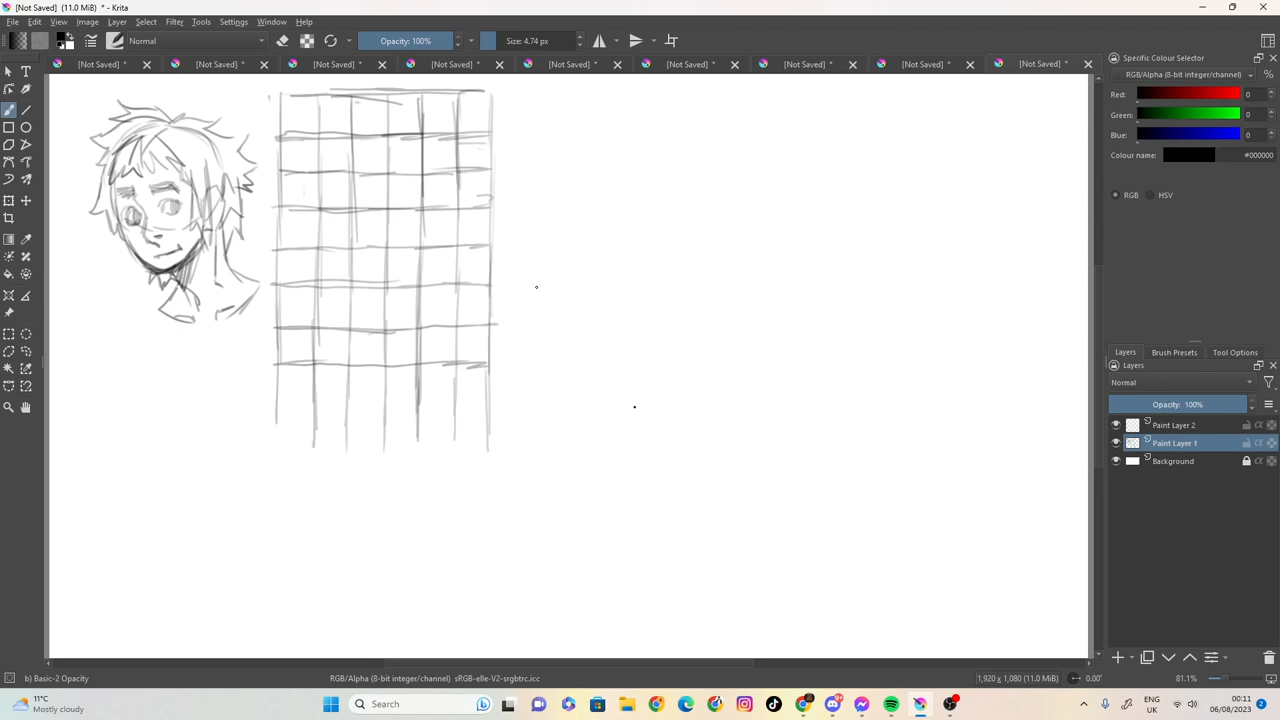 [Not Saved] (11.0 MiB) * - Krita
File Edit View Image Layer Select Filter Tools Settings Window Help
Normal Opacity: 100% Size: 4.74 px
[Not Saved] * [Not Saved] * [Not Saved] * [Not Saved] * [Not Saved] * [Not Saved] * [Not Saved] * [Not Saved] * [Not Saved] *
Specific Colour Selector
RGB/Alpha (8-bit integer/channel) %
Red: 0
Green: 0
Blue: 0
Colour name: #000000
RGB HSV
Layers Brush Presets Tool Options
Layers
Normal
Opacity: 100%
Paint Layer 2
Paint Layer 1
Background
b) Basic-2 Opacity RGB/Alpha (8-bit integer/channel) sRGB-elle-V2-srgbtrc.icc 1,920 x 1,080 (11.0 MiB) 0.00° 81.1%
11°C
Mostly cloudy
Search
ENG
UK
00:11
06/08/2023
2